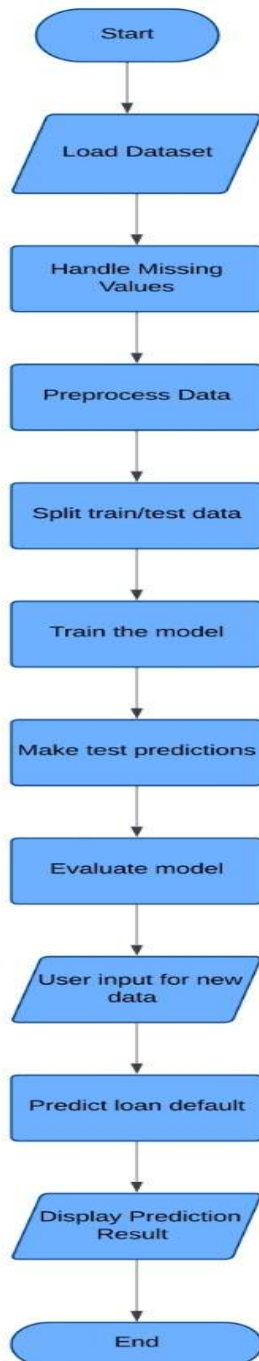 Start
Load Dataset
Handle Missing
Values
Preprocess Data
Split train/test data
Train the model
Make test predictions
Evaluate model
User input for new
data
Predict loan default
Display Prediction
Result
End